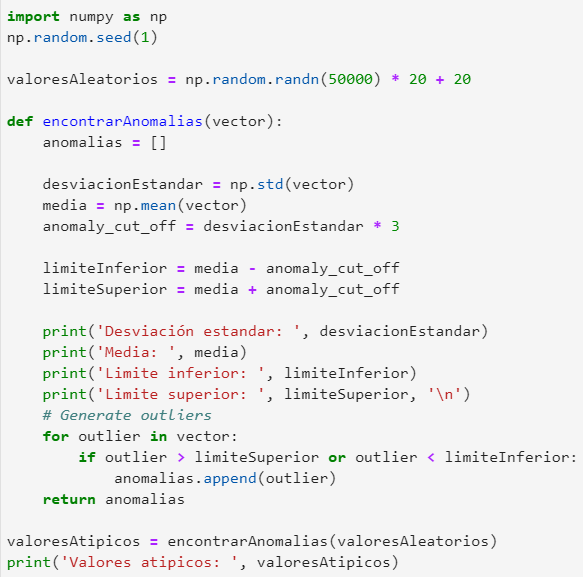 import numpy as np
np.random.seed(1)

valoresAleatorios = np.random.randn(50000) * 20 + 20

def encontrarAnomalias(vector):
    anomalias = []

    desviacionEstandar = np.std(vector)
    media = np.mean(vector)
    anomaly_cut_off = desviacionEstandar * 3

    limiteInferior = media - anomaly_cut_off
    limiteSuperior = media + anomaly_cut_off

    print('Desviación estandar: ', desviacionEstandar)
    print('Media: ', media)
    print('Limite inferior: ', limiteInferior)
    print('Limite superior: ', limiteSuperior, '\n')
    # Generate outliers
    for outlier in vector:
        if outlier > limiteSuperior or outlier < limiteInferior:
            anomalias.append(outlier)
    return anomalias

valoresAtipicos = encontrarAnomalias(valoresAleatorios)
print('Valores atipicos: ', valoresAtipicos)